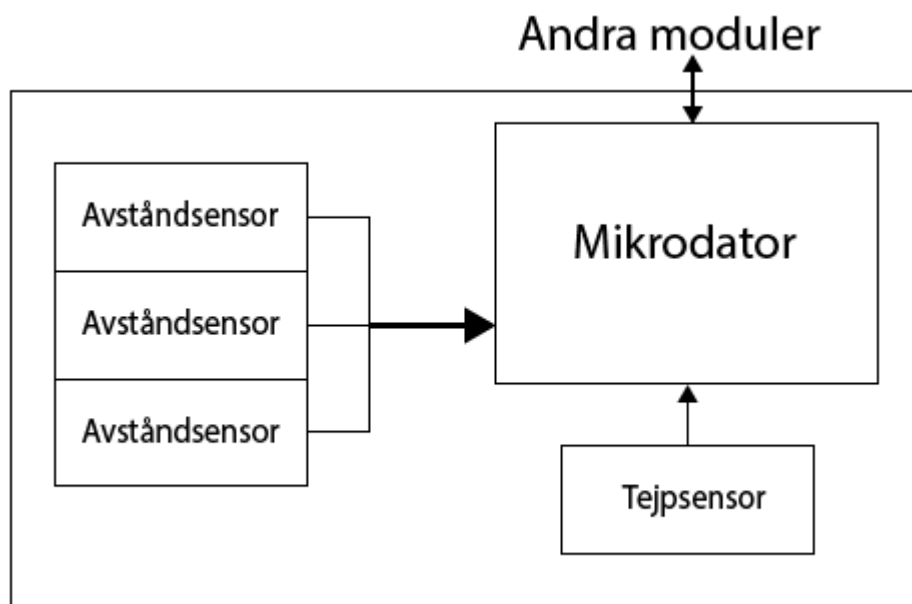 Andra moduler
Avståndsensor
Avståndsensor
Avståndsensor
Mikrodator
Tejpsensor